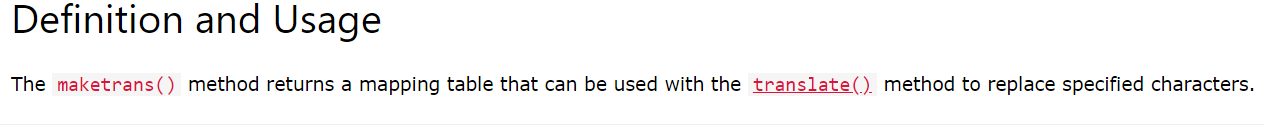 Definition and Usage
The maketrans() method returns a mapping table that can be used with the translate() method to replace specified characters.